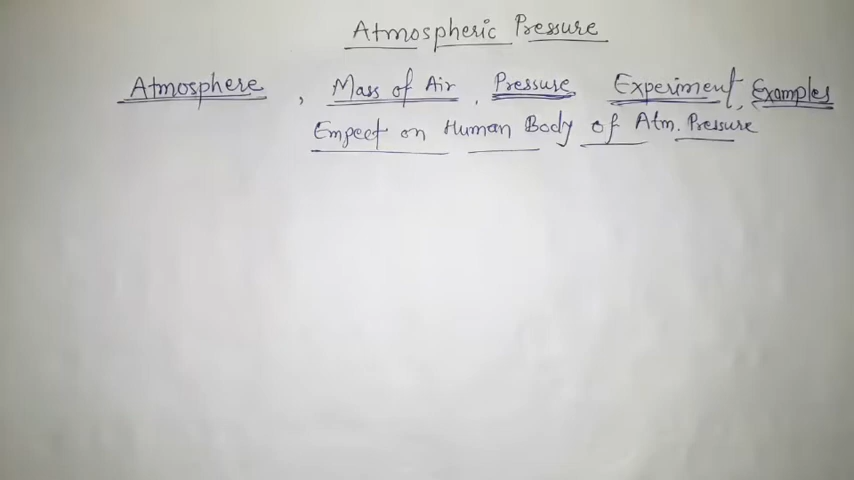 Atmospheric Pressure
Atmosphere, Mass of Air, Pressure Experiment, Examples
Empect on Human Body of Atm. Pressure